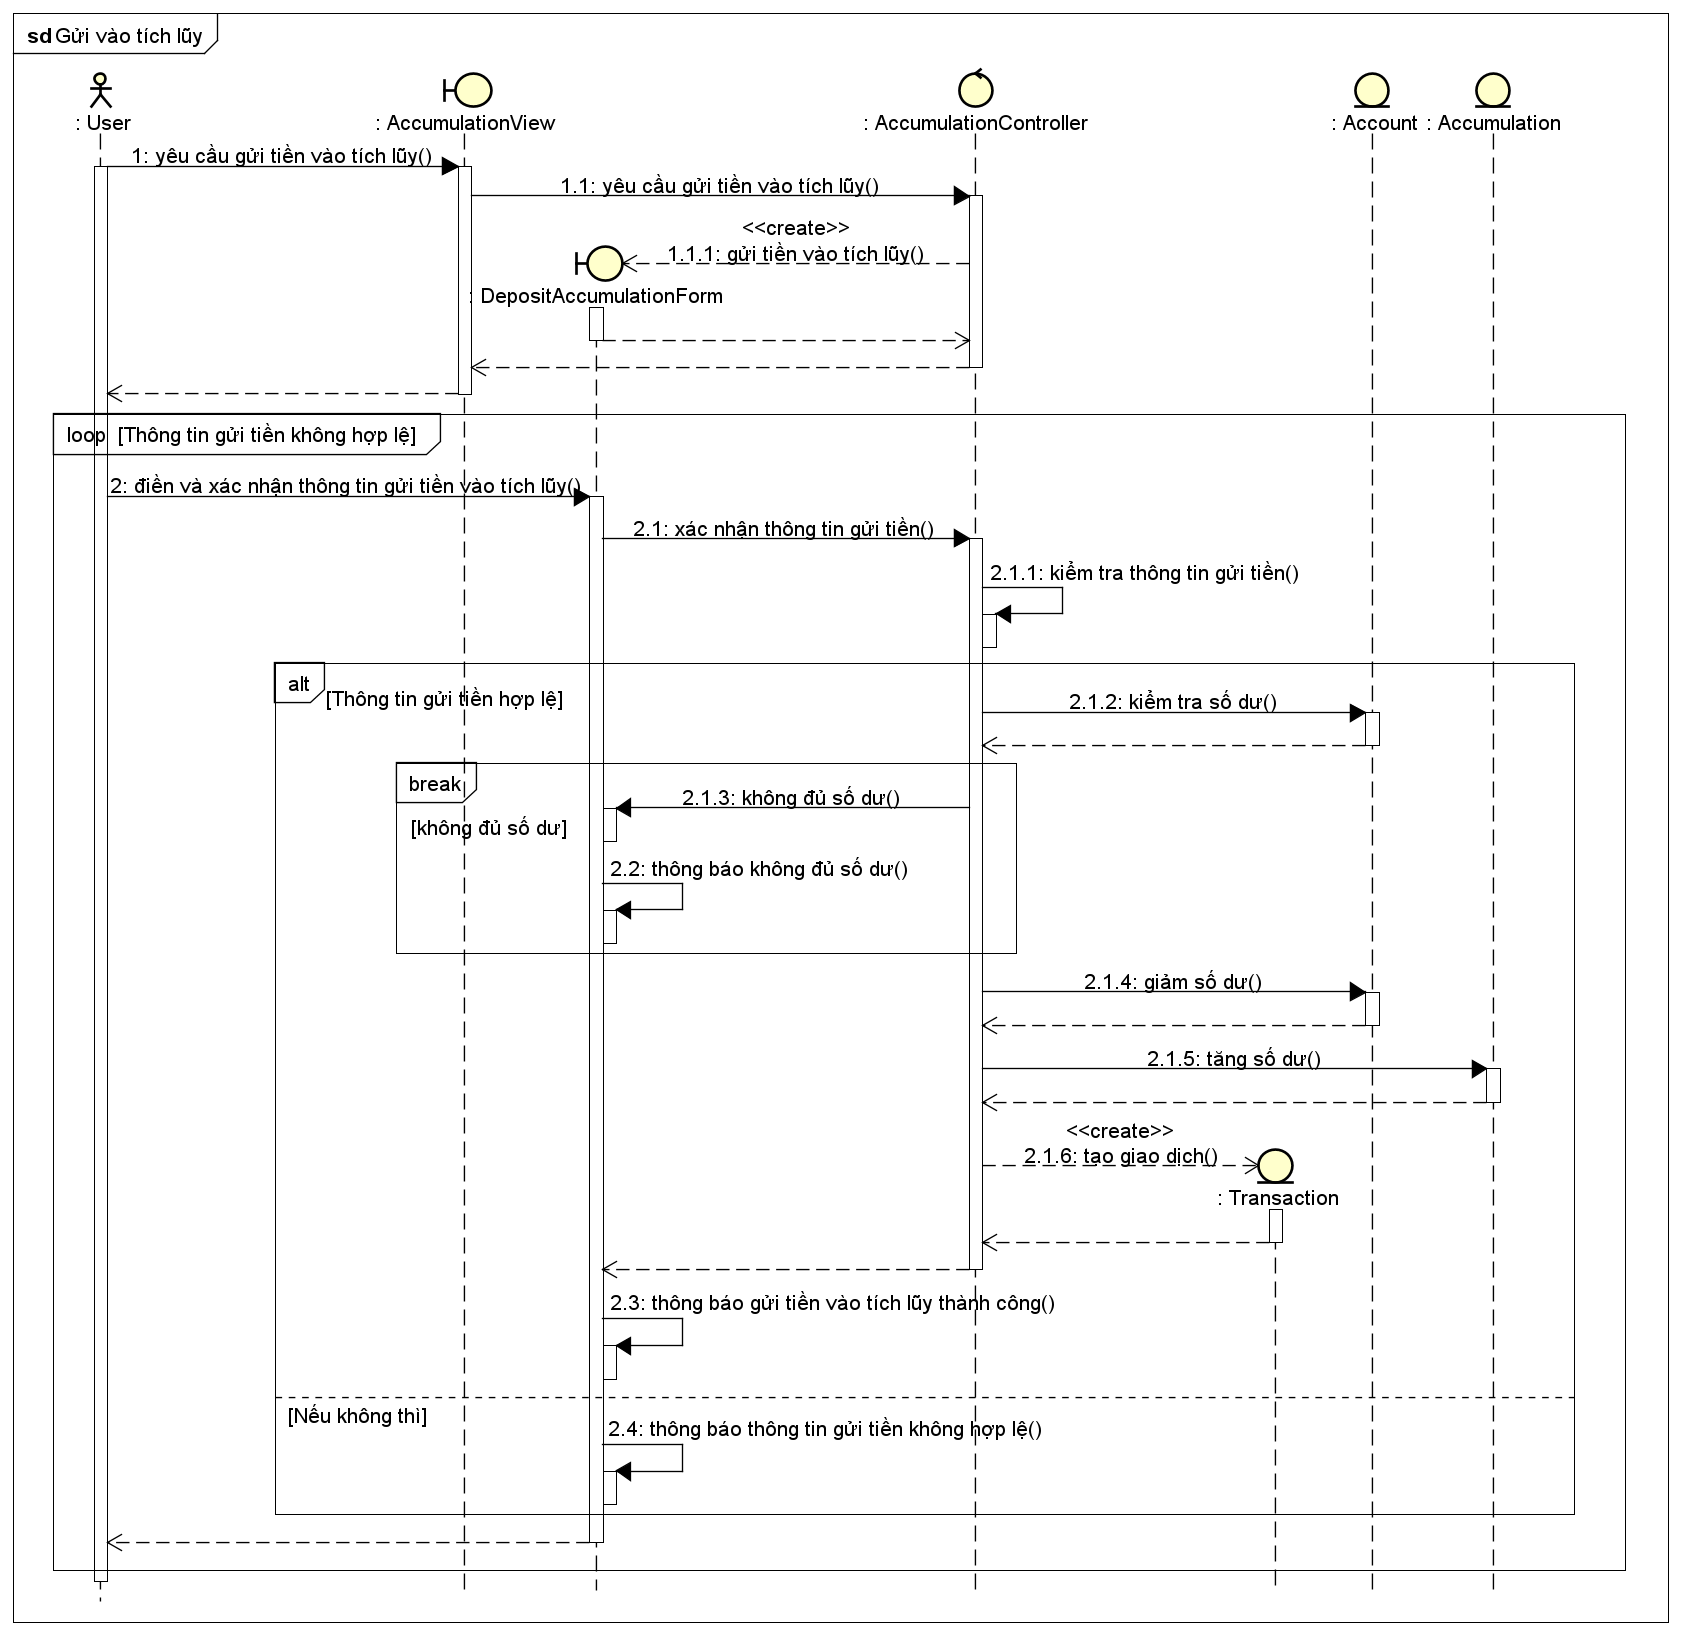 sd Gửi vào tích lũy
: User
: AccumulationView
: AccumulationController
: Account
: Accumulation
1: yêu cầu gửi tiền vào tích lũy()
1.1: yêu cầu gửi tiền vào tích lũy()
<<create>>
1.1.1: gửi tiền vào tích lũy()
: DepositAccumulationForm
loop [Thông tin gửi tiền không hợp lệ]
2: điền và xác nhận thông tin gửi tiền vào tích lũy()
2.1: xác nhận thông tin gửi tiền()
2.1.1: kiểm tra thông tin gửi tiền()
alt
[Thông tin gửi tiền hợp lệ]
2.1.2: kiểm tra số dư()
break
2.1.3: không đủ số dư()
[không đủ số dư]
2.2: thông báo không đủ số dư()
2.1.4: giảm số dư()
2.1.5: tăng số dư()
<<create>>
2.1.6: tạo giao dịch()
: Transaction
2.3: thông báo gửi tiền vào tích lũy thành công()
[Nếu không thì]
2.4: thông báo thông tin gửi tiền không hợp lệ()